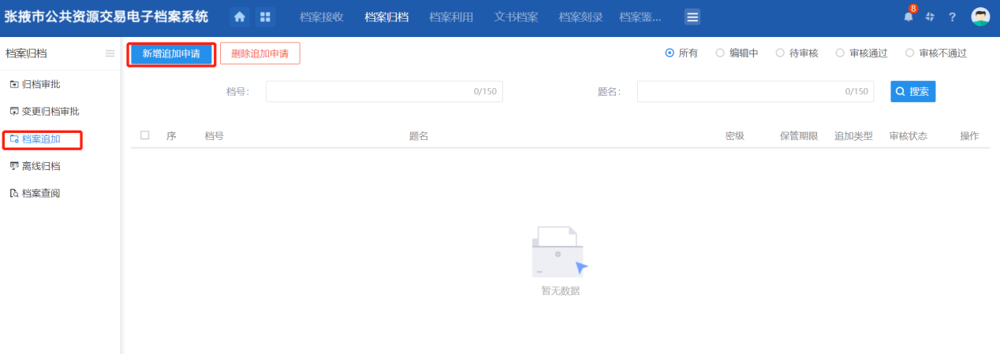 张掖市公共资源交易电子档案系统 档案接收 档案归档 档案利用 文书档案 档案刻录 档案鉴... 8 ?
档案归档 新增追加申请 删除追加申请 所有 编辑中 待审核 审核通过 审核不通过
归档审批
档号： 0/150 题名： 0/150 搜索
变更归档审批
档案追加 序 档号 题名 密级 保管期限 追加类型 审核状态 操作
离线归档
档案查阅
暂无数据